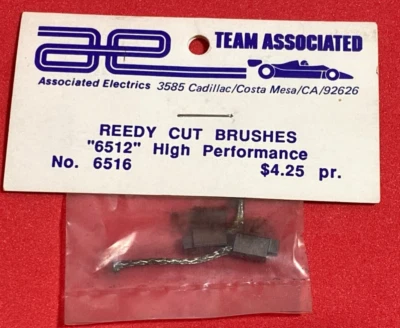 ae TEAM ASSOCIATED
Associated Electrics 3585 Cadillac/Costa Mesa/CA/92626
REEDY CUT BRUSHES
"6512" High Performance
No. 6516 $4.25 pr.